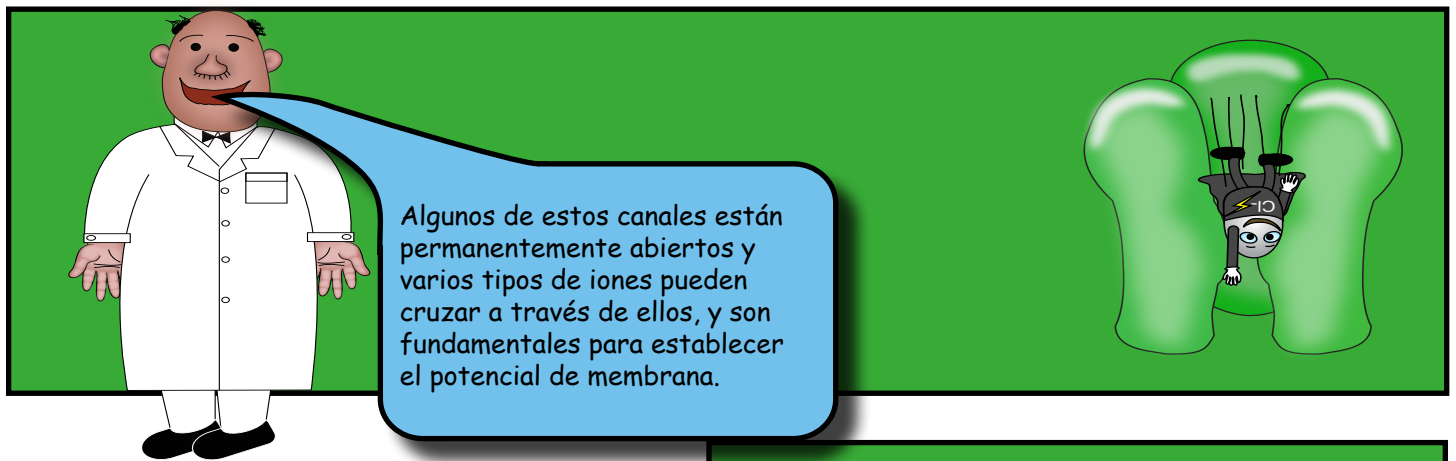 Algunos de estos canales están
permanentemente abiertos y
varios tipos de iones pueden
cruzar a través de ellos, y son
fundamentales para establecer
el potencial de membrana.
Cl-